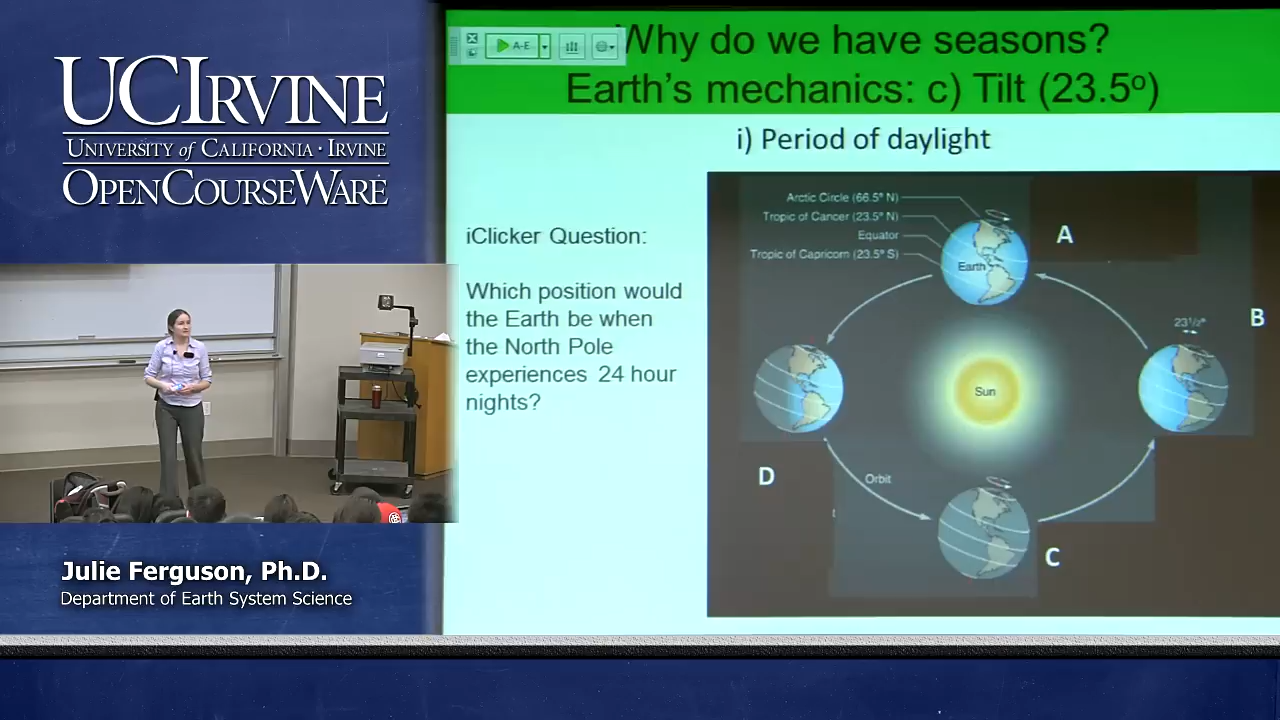 UCIRVINE
UNIVERSITY of CALIFORNIA · IRVINE
OPENCOURSEWARE
Julie Ferguson, Ph.D.
Department of Earth System Science
A-E
Why do we have seasons?
Earth's mechanics: c) Tilt (23.5º)
i) Period of daylight
iClicker Question:
Which position would
the Earth be when
the North Pole
experiences 24 hour
nights?
Arctic Circle (66.5° N)
Tropic of Cancer (23.5° N)
Equator
Tropic of Capricorn (23.5° S)
Earth
A
B
23½°
Sun
D
Orbit
C